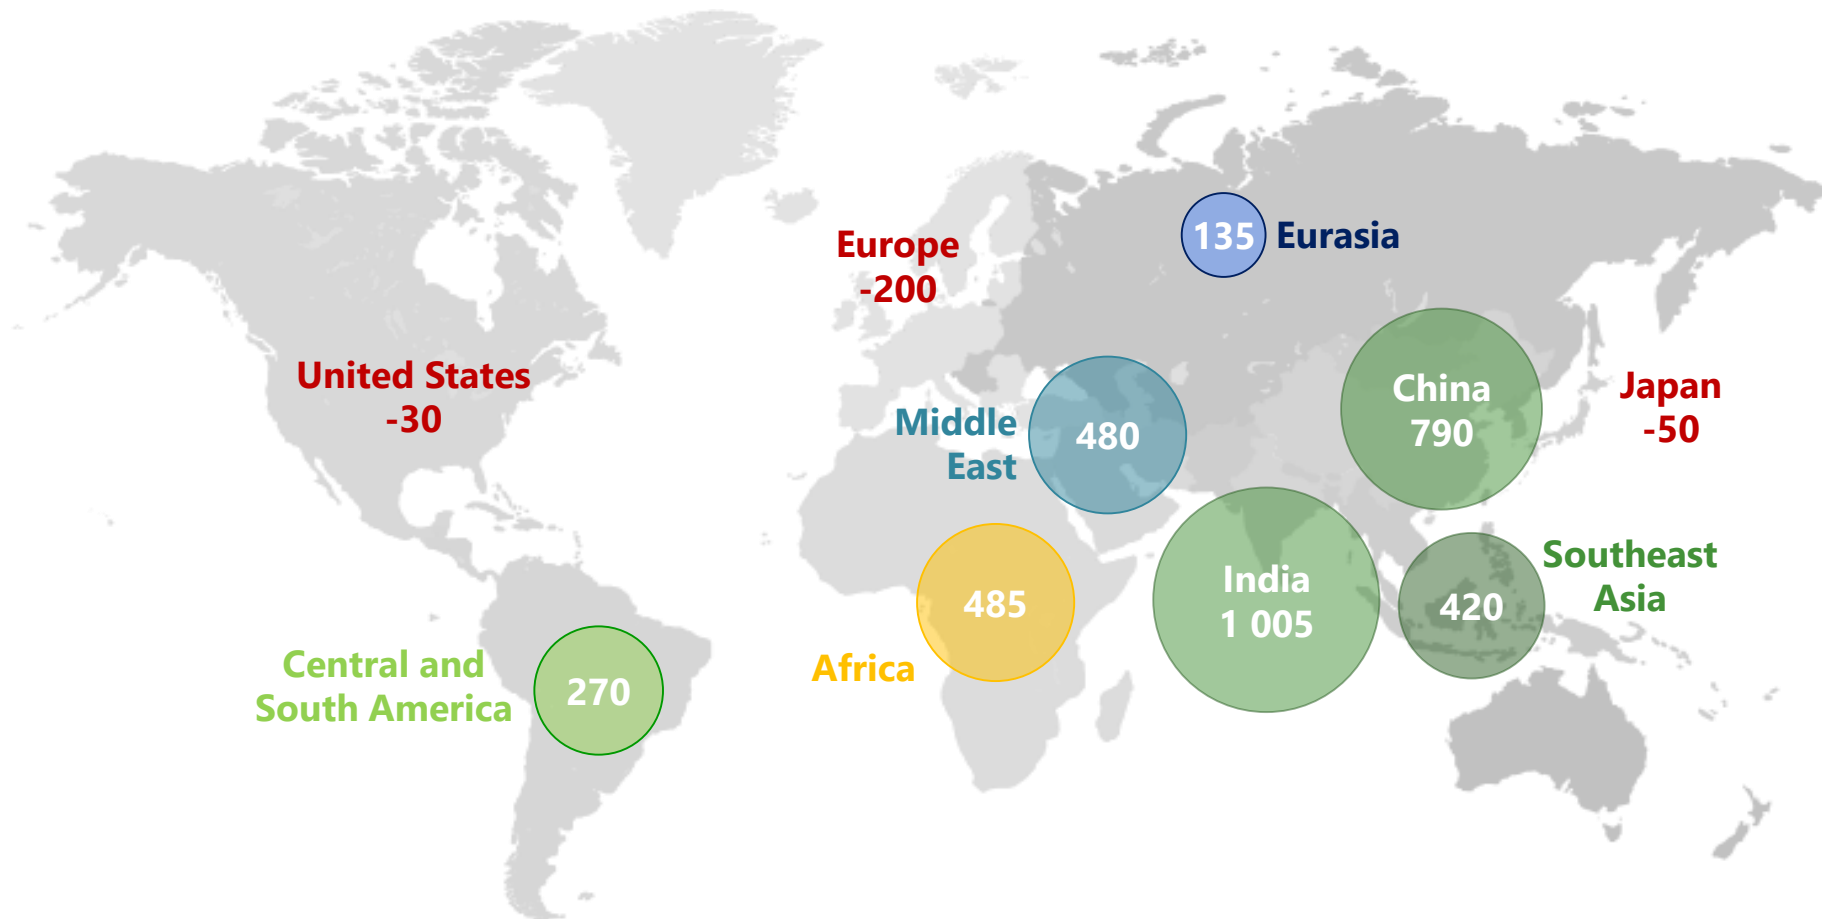 135 Eurasia
Europe
-200
United States
-30
China
790
Japan
-50
Middle
East
480
Southeast
Asia
420
India
1 005
485
Africa
Central and
South America
270